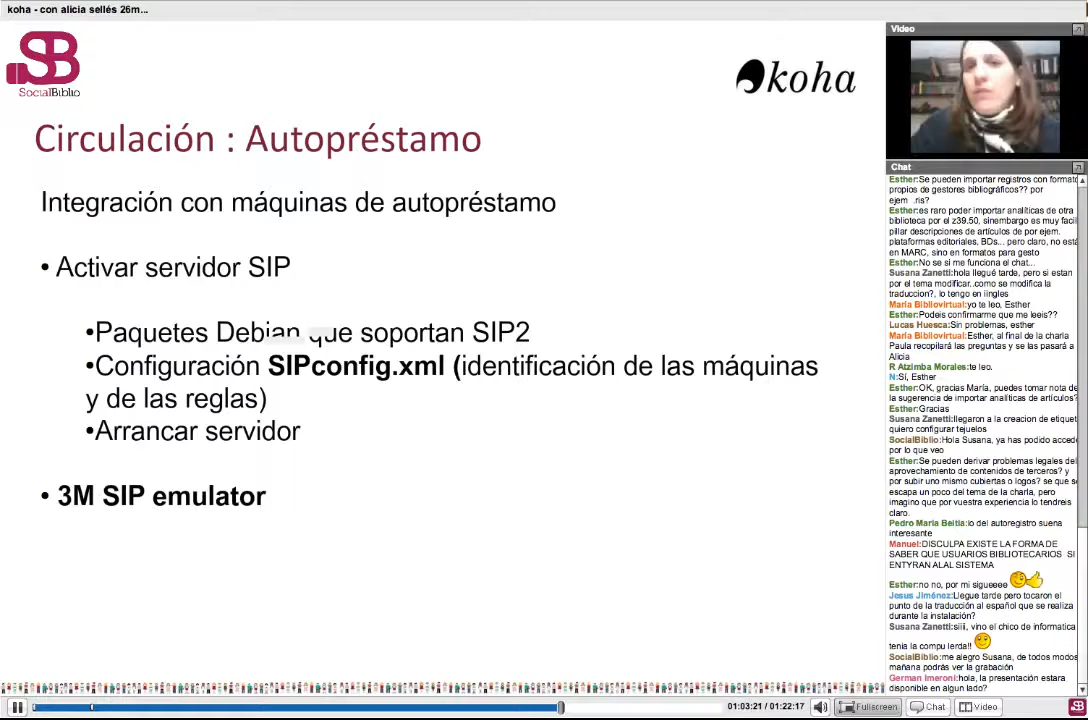 koha - con alicia sellés 26m...
SB
SocialBiblio
koha
Circulación : Autopréstamo
Integración con máquinas de autopréstamo
• Activar servidor SIP
•Paquetes Debian que soportan SIP2
•Configuración SIPconfig.xml (identificación de las máquinas
y de las reglas)
•Arrancar servidor
• 3M SIP emulator
Video
Chat
Esther:Se pueden importar registros con formato
propios de gestores bibliográficos?? por
ejem .ris?
Esther:es raro poder importar analíticas de otra
biblioteca por el z39.50, sinembargo es muy facil
pillar descripciones de artículos de por ejem.
plataformas editoriales, BDs... pero claro, no está
en MARC, sino en formatos para gesto
Esther:No se si me funciona el chat...
Susana Zanetti:hola llegué tarde, pero si estan
por el tema modificar..como se modifica la
traduccion?, lo tengo en iingles
María Bibliovirtual:yo te leo, Esther
Esther:Podeis confirmarme que me leeis??
Lucas Huesca:Sin problemas, esther
María Bibliovirtual:Esther, al final de la charla
Paula recopilará las preguntas y se las pasará a
Alicia
R Atzimba Morales:te leo.
N:Sí, Esther
Esther:OK, gracias María, puedes tomar nota de
la sugerencia de importar analíticas de artículos?
Esther:Gracias
Susana Zanetti:llegaron a la creacion de etiquet
quiero configurar tejuelos
SocialBiblio:Hola Susana, ya has podido accede
por lo que veo
Esther:Se pueden derivar problemas legales del
aprovechamiento de contenidos de terceros? y
por subir uno mismo cubiertas o logos? se que s
escapa un poco del tema de la charla, pero
imagino que por vuestra experiencia lo tendreis
claro.
Pedro María Beitia:lo del autoregistro suena
interesante
Manuel:DISCULPA EXISTE LA FORMA DE
SABER QUE USUARIOS BIBLIOTECARIOS SI
ENTYRAN ALAL SISTEMA
Esther:no no, por mi sigueeee
Jesus Jiménez:Llegue tarde pero tocaron el
punto de la traducción al español que se realiza
durante la instalación?
Susana Zanetti:siii, vino el chico de informatica
tenia la compu lerda!!
SocialBiblio:me alegro Susana, de todos modos
mañana podrás ver la grabación
German Imeroni:hola, la presentación estara
disponible en algun lado?
01:03:21 / 01:22:17
Fullscreen
Chat
Video
SB